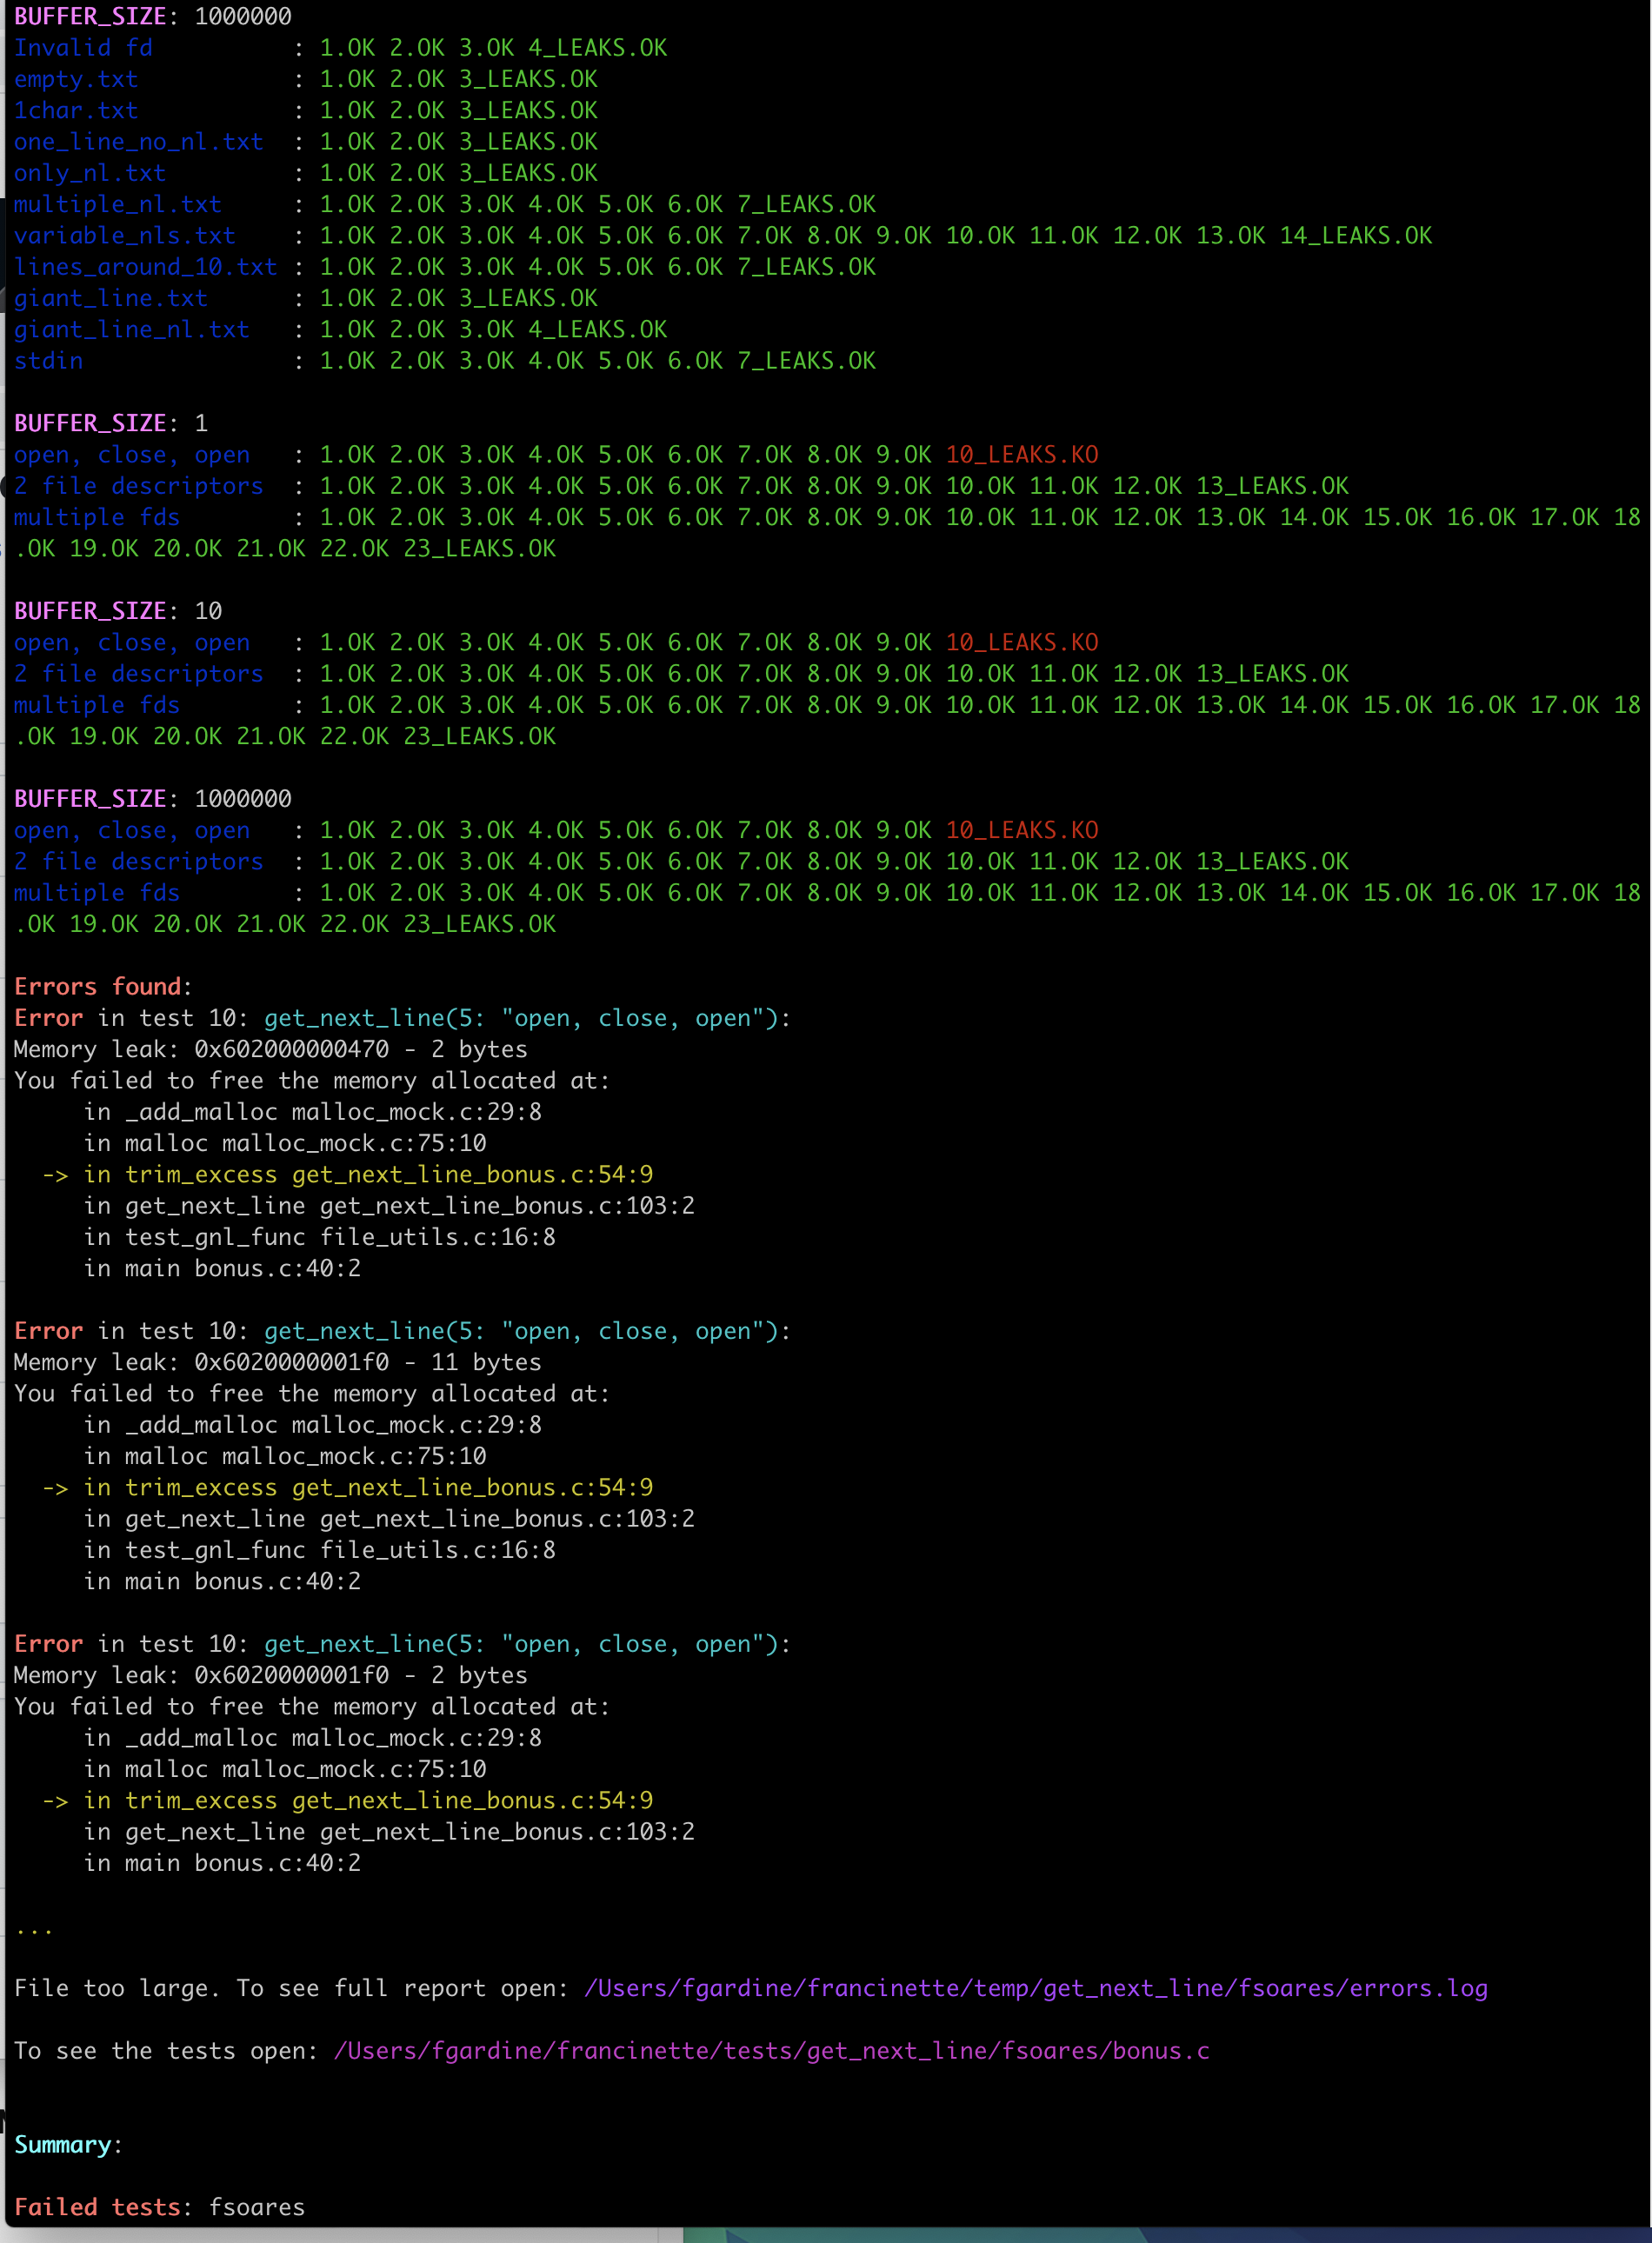 BUFFER_SIZE: 1000000
Invalid fd : 1.OK 2.OK 3.OK 4_LEAKS.OK
empty.txt : 1.OK 2.OK 3_LEAKS.OK
1char.txt : 1.OK 2.OK 3_LEAKS.OK
one_line_no_nl.txt : 1.OK 2.OK 3_LEAKS.OK
only_nl.txt : 1.OK 2.OK 3_LEAKS.OK
multiple_nl.txt : 1.OK 2.OK 3.OK 4.OK 5.OK 6.OK 7_LEAKS.OK
variable_nls.txt : 1.OK 2.OK 3.OK 4.OK 5.OK 6.OK 7.OK 8.OK 9.OK 10.OK 11.OK 12.OK 13.OK 14_LEAKS.OK
lines_around_10.txt : 1.OK 2.OK 3.OK 4.OK 5.OK 6.OK 7_LEAKS.OK
giant_line.txt : 1.OK 2.OK 3_LEAKS.OK
giant_line_nl.txt : 1.OK 2.OK 3.OK 4_LEAKS.OK
stdin : 1.OK 2.OK 3.OK 4.OK 5.OK 6.OK 7_LEAKS.OK
BUFFER_SIZE: 1
open, close, open : 1.OK 2.OK 3.OK 4.OK 5.OK 6.OK 7.OK 8.OK 9.OK 10_LEAKS.KO
2 file descriptors : 1.OK 2.OK 3.OK 4.OK 5.OK 6.OK 7.OK 8.OK 9.OK 10.OK 11.OK 12.OK 13_LEAKS.OK
multiple fds : 1.OK 2.OK 3.OK 4.OK 5.OK 6.OK 7.OK 8.OK 9.OK 10.OK 11.OK 12.OK 13.OK 14.OK 15.OK 16.OK 17.OK 18
.OK 19.OK 20.OK 21.OK 22.OK 23_LEAKS.OK
BUFFER_SIZE: 10
open, close, open : 1.OK 2.OK 3.OK 4.OK 5.OK 6.OK 7.OK 8.OK 9.OK 10_LEAKS.KO
2 file descriptors : 1.OK 2.OK 3.OK 4.OK 5.OK 6.OK 7.OK 8.OK 9.OK 10.OK 11.OK 12.OK 13_LEAKS.OK
multiple fds : 1.OK 2.OK 3.OK 4.OK 5.OK 6.OK 7.OK 8.OK 9.OK 10.OK 11.OK 12.OK 13.OK 14.OK 15.OK 16.OK 17.OK 18
.OK 19.OK 20.OK 21.OK 22.OK 23_LEAKS.OK
BUFFER_SIZE: 1000000
open, close, open : 1.OK 2.OK 3.OK 4.OK 5.OK 6.OK 7.OK 8.OK 9.OK 10_LEAKS.KO
2 file descriptors : 1.OK 2.OK 3.OK 4.OK 5.OK 6.OK 7.OK 8.OK 9.OK 10.OK 11.OK 12.OK 13_LEAKS.OK
multiple fds : 1.OK 2.OK 3.OK 4.OK 5.OK 6.OK 7.OK 8.OK 9.OK 10.OK 11.OK 12.OK 13.OK 14.OK 15.OK 16.OK 17.OK 18
.OK 19.OK 20.OK 21.OK 22.OK 23_LEAKS.OK
Errors found:
Error in test 10: get_next_line(5: "open, close, open"):
Memory leak: 0x602000000470 - 2 bytes
You failed to free the memory allocated at:
in _add_malloc malloc_mock.c:29:8
in malloc malloc_mock.c:75:10
-> in trim_excess get_next_line_bonus.c:54:9
in get_next_line get_next_line_bonus.c:103:2
in test_gnl_func file_utils.c:16:8
in main bonus.c:40:2
Error in test 10: get_next_line(5: "open, close, open"):
Memory leak: 0x6020000001f0 - 11 bytes
You failed to free the memory allocated at:
in _add_malloc malloc_mock.c:29:8
in malloc malloc_mock.c:75:10
-> in trim_excess get_next_line_bonus.c:54:9
in get_next_line get_next_line_bonus.c:103:2
in test_gnl_func file_utils.c:16:8
in main bonus.c:40:2
Error in test 10: get_next_line(5: "open, close, open"):
Memory leak: 0x6020000001f0 - 2 bytes
You failed to free the memory allocated at:
in _add_malloc malloc_mock.c:29:8
in malloc malloc_mock.c:75:10
-> in trim_excess get_next_line_bonus.c:54:9
in get_next_line get_next_line_bonus.c:103:2
in main bonus.c:40:2
...
File too large. To see full report open: /Users/fgardine/francinette/temp/get_next_line/fsoares/errors.log
To see the tests open: /Users/fgardine/francinette/tests/get_next_line/fsoares/bonus.c
Summary:
Failed tests: fsoares